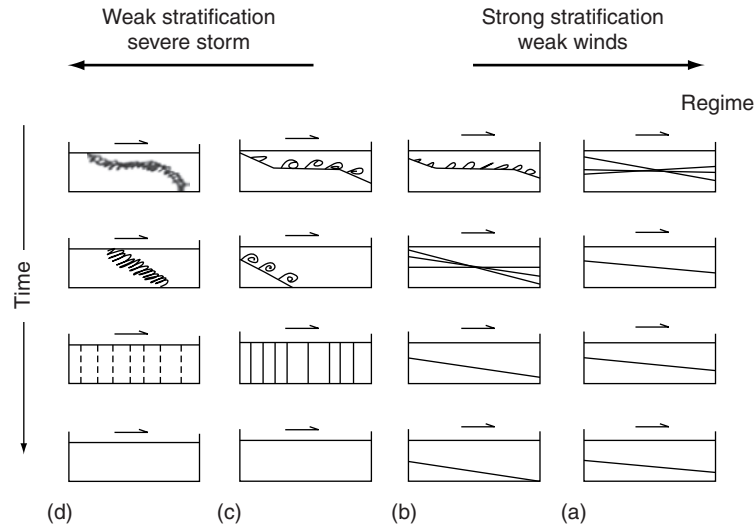 Weak stratification
severe storm
Strong stratification
weak winds
Regime
Time
(d)
(c)
(b)
(a)